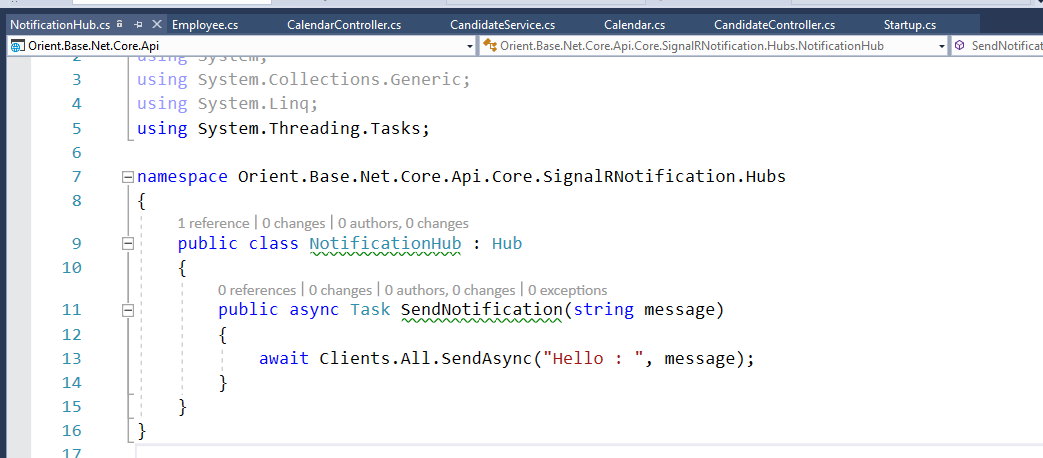 NotificationHub.cs Employee.cs CalendarController.cs CandidateService.cs Calendar.cs CandidateController.cs Startup.cs
Orient.Base.Net.Core.Api Orient.Base.Net.Core.Api.Core.SignalRNotification.Hubs.NotificationHub SendNotificat
2 using System;
3 using System.Collections.Generic;
4 using System.Linq;
5 using System.Threading.Tasks;
6
7 namespace Orient.Base.Net.Core.Api.Core.SignalRNotification.Hubs
8 {
1 reference | 0 changes | 0 authors, 0 changes
9 public class NotificationHub : Hub
10 {
0 references | 0 changes | 0 authors, 0 changes | 0 exceptions
11 public async Task SendNotification(string message)
12 {
13 await Clients.All.SendAsync("Hello : ", message);
14 }
15 }
16 }
17